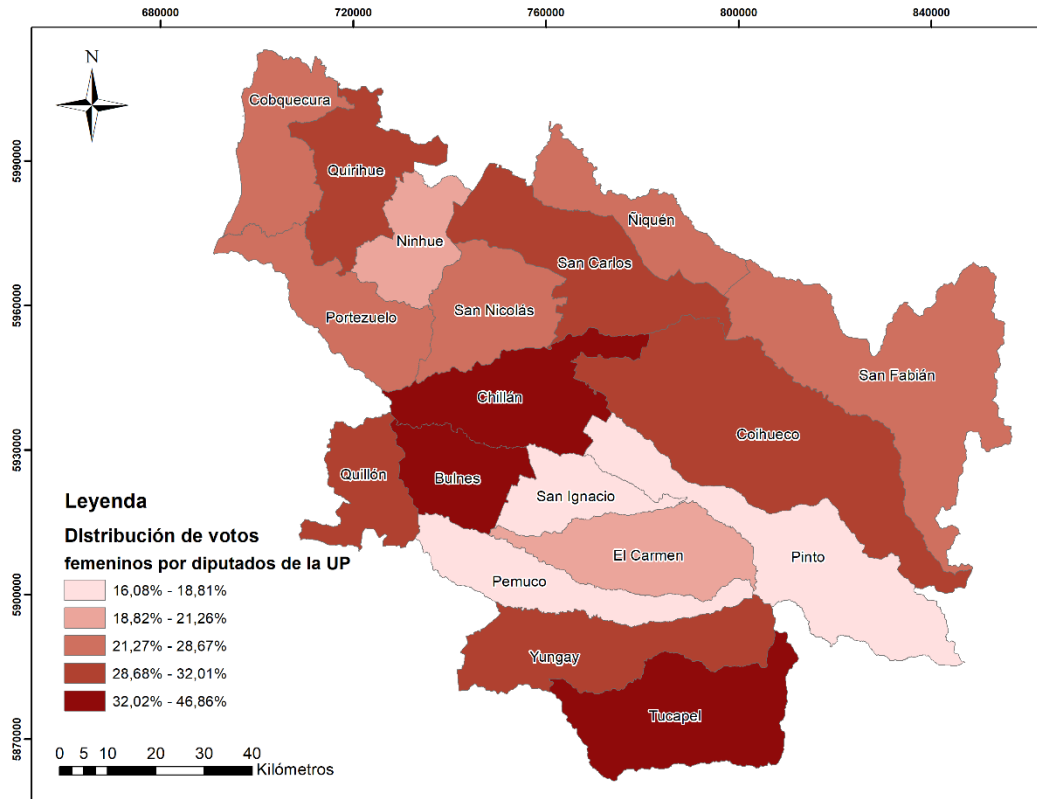 680000 720000 760000 800000 840000
N
5990000
5960000
5930000
5900000
5870000
Cobquecura
Quirihue
Ninhue
Ñiquén
San Carlos
San Nicolás
Portezuelo
San Fabián
Chillán
Coihueco
Quillón
Bulnes
San Ignacio
El Carmen
Pinto
Pemuco
Yungay
Tucapel
Leyenda
DIstribución de votos
femeninos por diputados de la UP
16,08% - 18,81%
18,82% - 21,26%
21,27% - 28,67%
28,68% - 32,01%
32,02% - 46,86%
0 5 10 20 30 40
Kilómetros